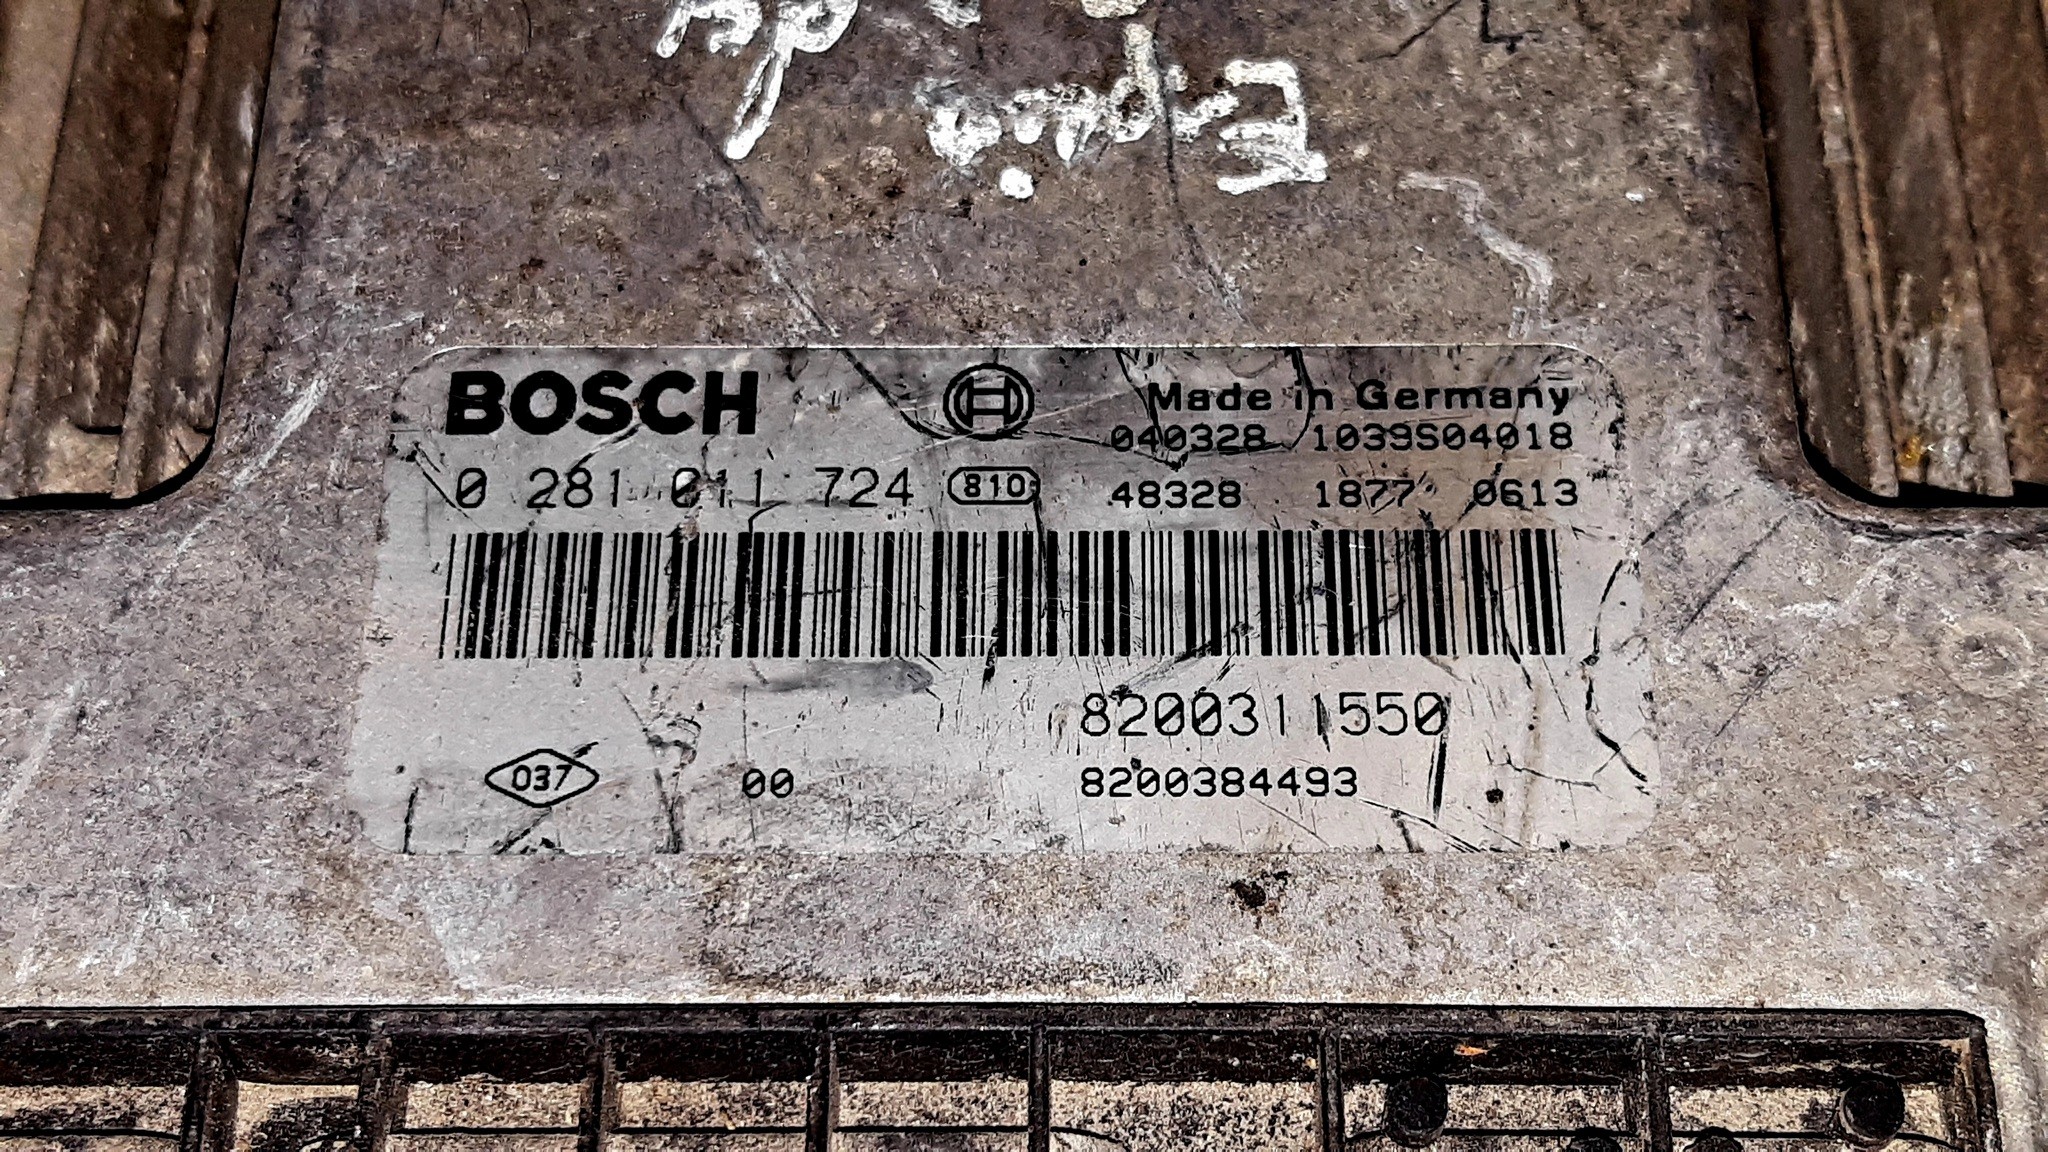 BOSCH
Made in Germany
040328 1039S04018
0 281 011 724 810 48328 1877 0613
8200311550
037 00 8200384493